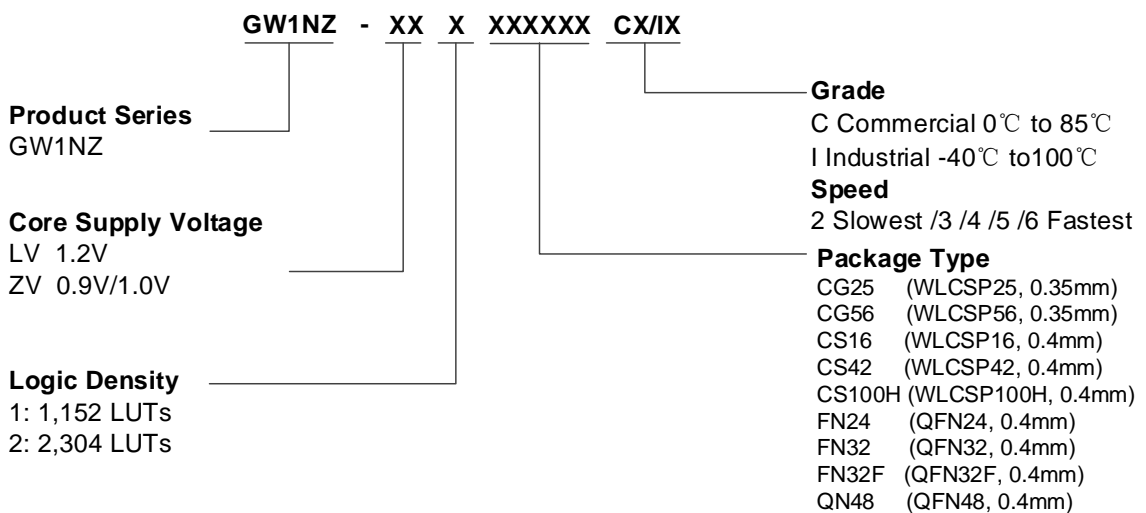 GW1NZ - XX X XXXXXX CX/IX
Product Series
GW1NZ
Core Supply Voltage
LV 1.2V
ZV 0.9V/1.0V
Logic Density
1: 1,152 LUTs
2: 2,304 LUTs
Grade
C Commercial 0℃ to 85℃
I Industrial -40℃ to100℃
Speed
2 Slowest /3 /4 /5 /6 Fastest
Package Type
CG25 (WLCSP25, 0.35mm)
CG56 (WLCSP56, 0.35mm)
CS16 (WLCSP16, 0.4mm)
CS42 (WLCSP42, 0.4mm)
CS100H (WLCSP100H, 0.4mm)
FN24 (QFN24, 0.4mm)
FN32 (QFN32, 0.4mm)
FN32F (QFN32F, 0.4mm)
QN48 (QFN48, 0.4mm)